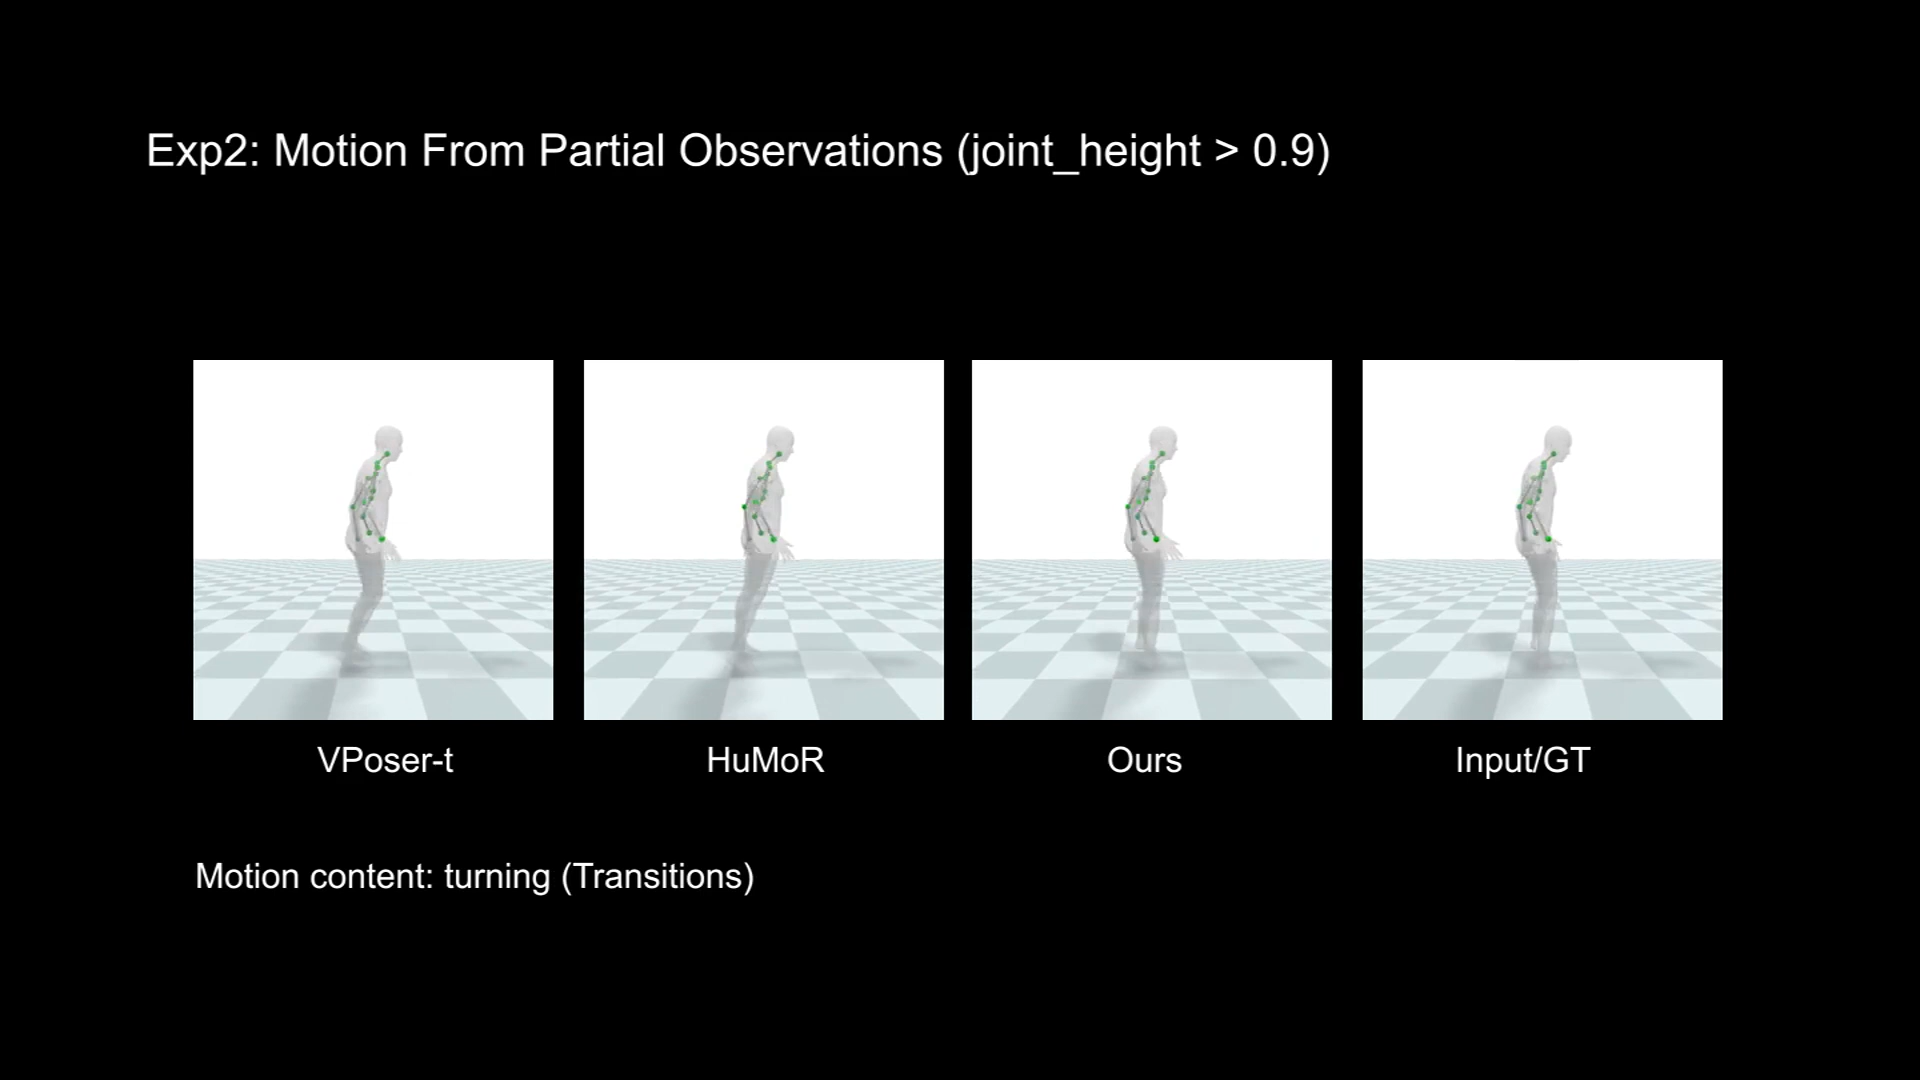 Exp2: Motion From Partial Observations (joint_height > 0.9)
VPoser-t
HuMoR
Ours
Input/GT
Motion content: turning (Transitions)